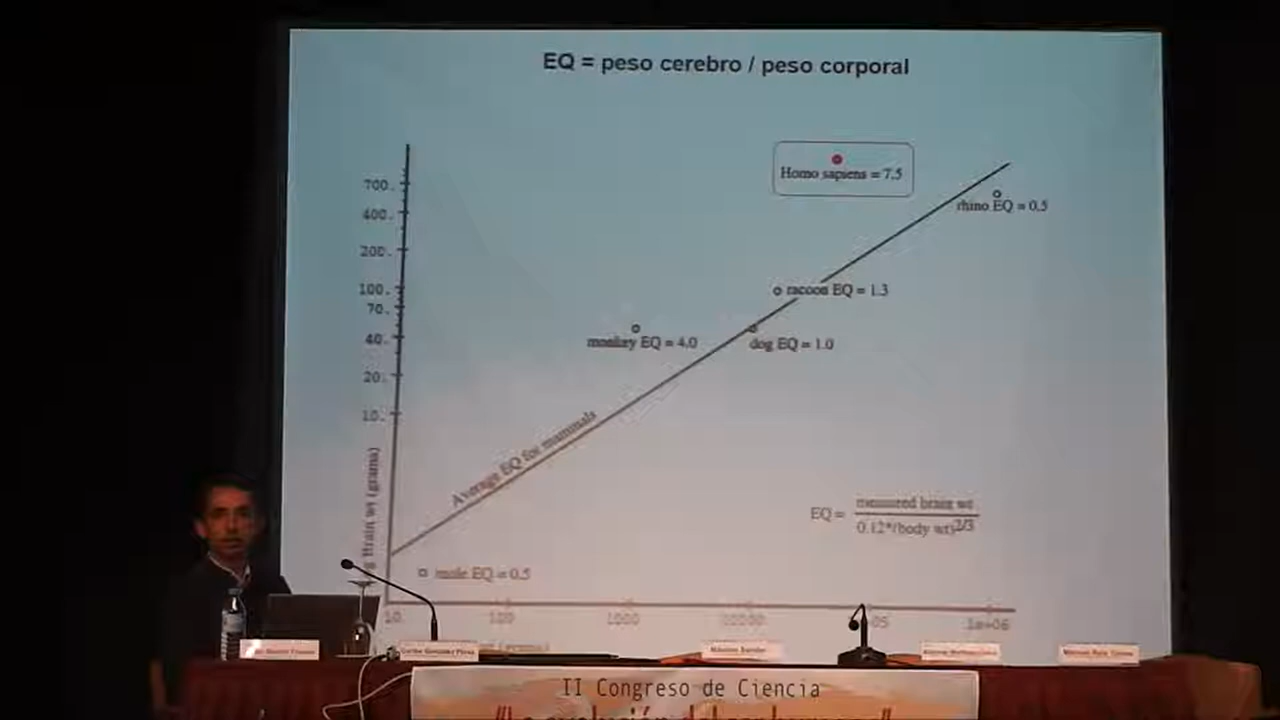 EQ = peso cerebro / peso corporal
Homo sapiens = 7.5
700.
rhino EQ = 0.5
400.
200.
100.
racoon EQ = 1.3
70.
40.
monkey EQ = 4.0
dog EQ = 1.0
20.
10.
Average EQ for mammals
Brain wt (grams)
EQ = measured brain wt
0.12*(body wt)2/3
mole EQ = 0.5
10.
100
1000
10000
05
1e+06
II Congreso de Ciencia